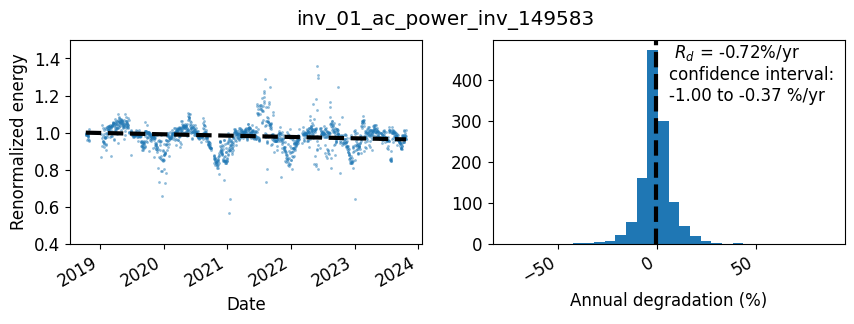 inv_01_ac_power_inv_149583
Renormalized energy
1.4
1.2
1.0
0.8
0.6
0.4
2019
2020
2021
2022
2023
2024
Date
400
300
200
100
0
R_d = -0.72%/yr
confidence interval:
-1.00 to -0.37 %/yr
−50
0
50
Annual degradation (%)